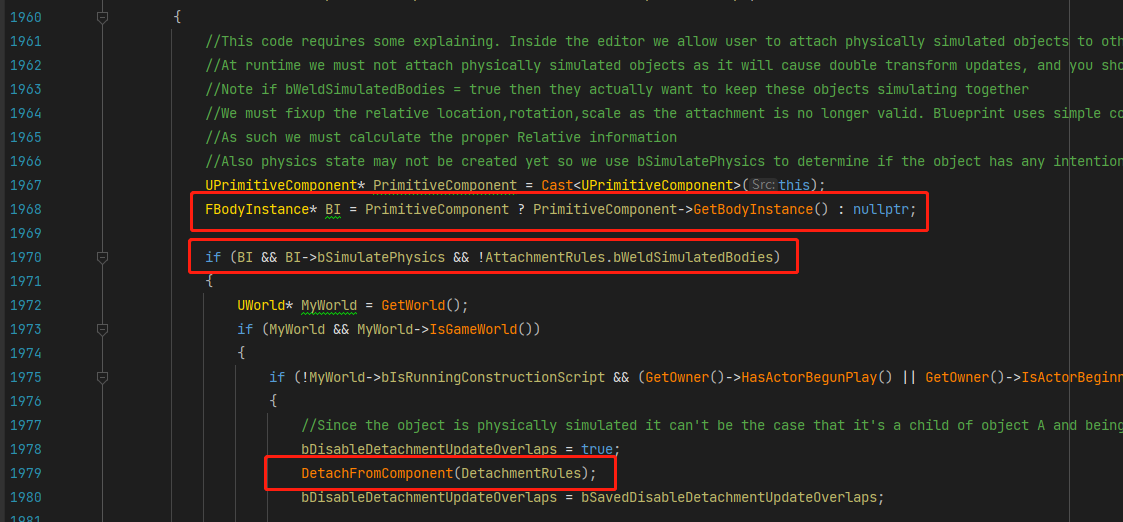 1960 {
1961 //This code requires some explaining. Inside the editor we allow user to attach physically simulated objects to oth
1962 //At runtime we must not attach physically simulated objects as it will cause double transform updates, and you sho
1963 //Note if bWeldSimulatedBodies = true then they actually want to keep these objects simulating together
1964 //We must fixup the relative location,rotation,scale as the attachment is no longer valid. Blueprint uses simple co
1965 //As such we must calculate the proper Relative information
1966 //Also physics state may not be created yet so we use bSimulatePhysics to determine if the object has any intention
1967 UPrimitiveComponent* PrimitiveComponent = Cast<UPrimitiveComponent>(Src:this);
1968 FBodyInstance* BI = PrimitiveComponent ? PrimitiveComponent->GetBodyInstance() : nullptr;
1969
1970 if (BI && BI->bSimulatePhysics && !AttachmentRules.bWeldSimulatedBodies)
1971 {
1972 UWorld* MyWorld = GetWorld();
1973 if (MyWorld && MyWorld->IsGameWorld())
1974 {
1975 if (!MyWorld->bIsRunningConstructionScript && (GetOwner()->HasActorBegunPlay() || GetOwner()->IsActorBeginn
1976 {
1977 //Since the object is physically simulated it can't be the case that it's a child of object A and being
1978 bDisableDetachmentUpdateOverlaps = true;
1979 DetachFromComponent(DetachmentRules);
1980 bDisableDetachmentUpdateOverlaps = bSavedDisableDetachmentUpdateOverlaps;